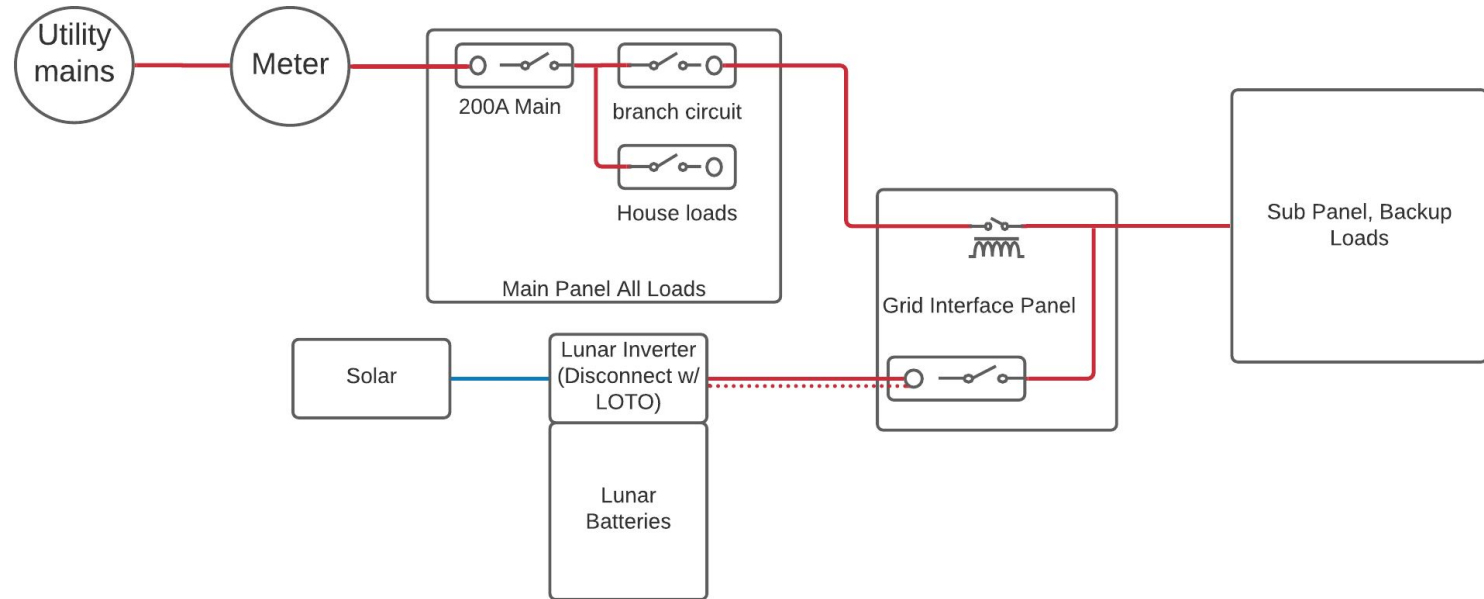 Utility
mains
Meter
200A Main
branch circuit
House loads
Main Panel All Loads
Sub Panel, Backup
Loads
Grid Interface Panel
Solar
Lunar Inverter
(Disconnect w/
LOTO)
Lunar
Batteries